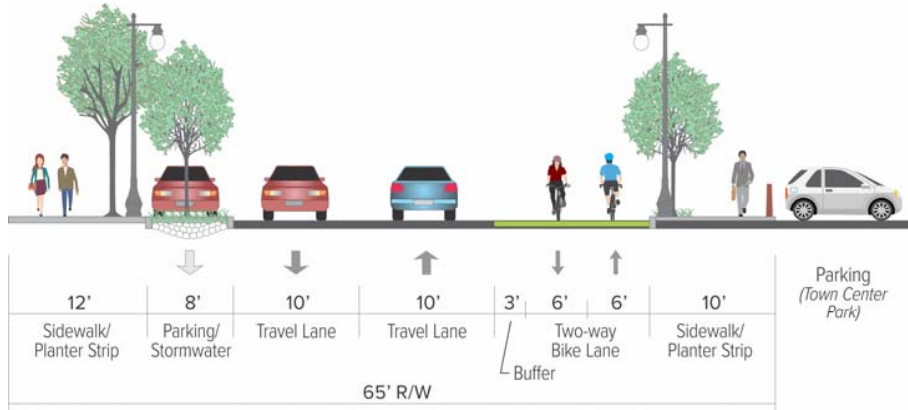 12’
8’
10’
10’
3’
6’
6’
10’
Sidewalk/
Planter Strip
Parking/
Stormwater
Travel Lane
Travel Lane
Buffer
Two-way
Bike Lane
Sidewalk/
Planter Strip
Parking
(Town Center
Park)
65’ R/W